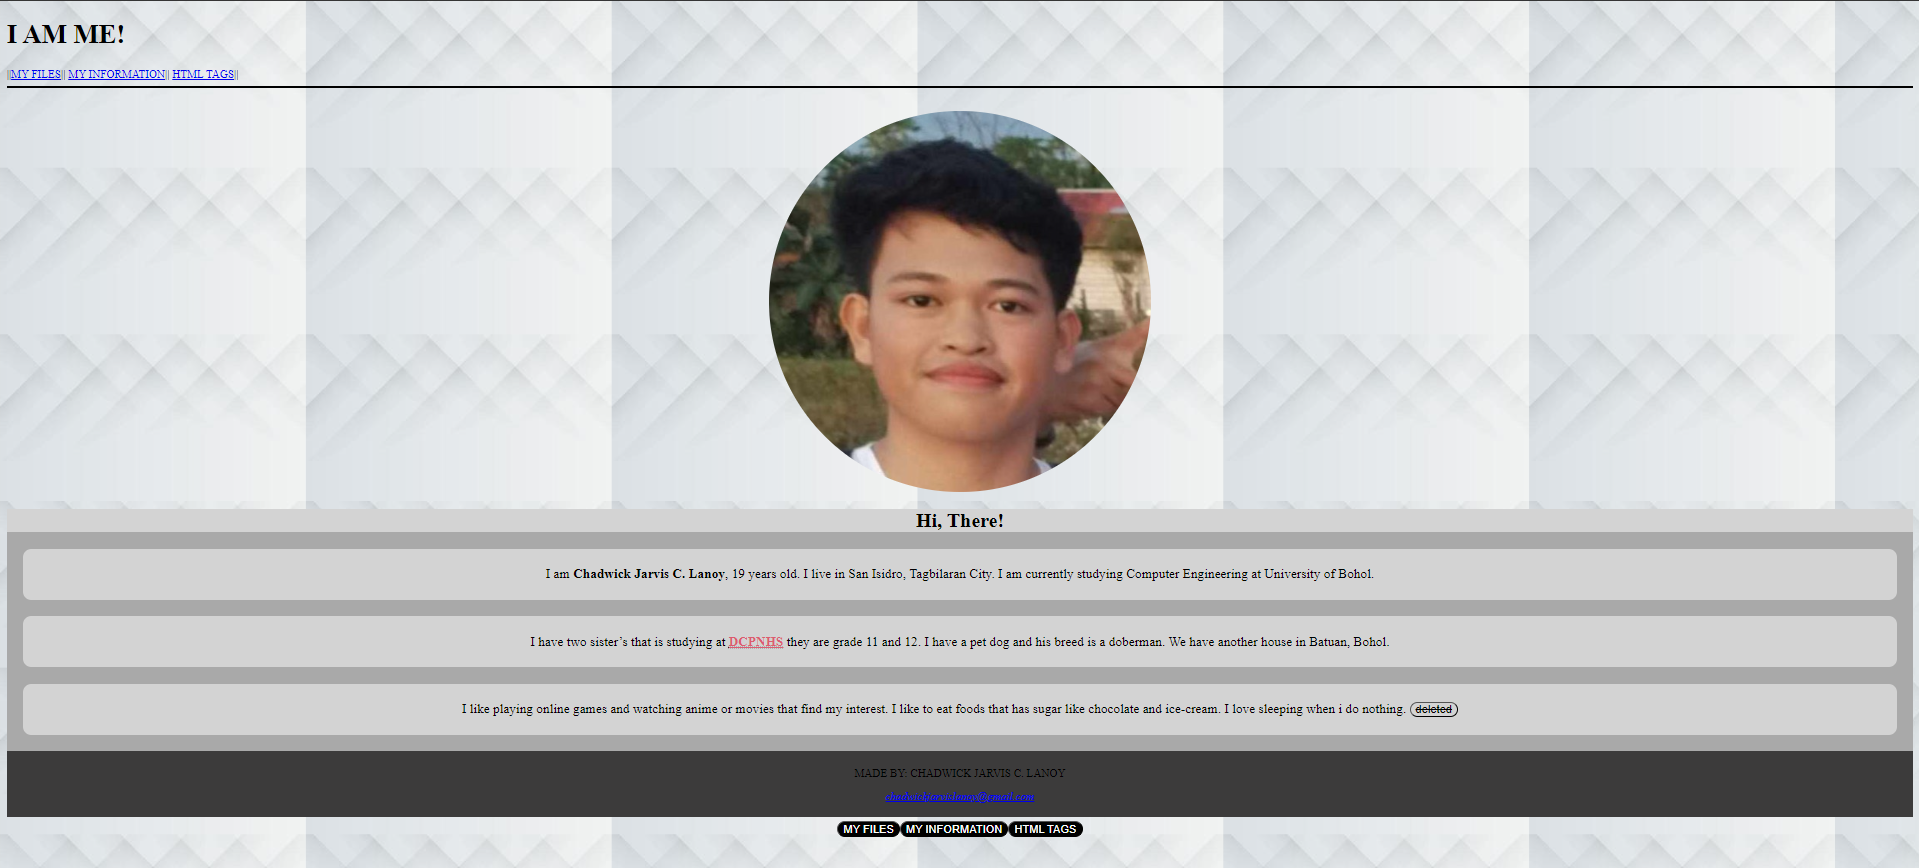 I AM ME!
||MY FILES|| MY INFORMATION|| HTML TAGS||
Hi, There!
I am Chadwick Jarvis C. Lanoy, 19 years old. I live in San Isidro, Tagbilaran City. I am currently studying Computer Engineering at University of Bohol.
I have two sister’s that is studying at DCPNHS they are grade 11 and 12. I have a pet dog and his breed is a doberman. We have another house in Batuan, Bohol.
I like playing online games and watching anime or movies that find my interest. I like to eat foods that has sugar like chocolate and ice-cream. I love sleeping when i do nothing. deleted
MADE BY: CHADWICK JARVIS C. LANOY
chadwickjarvislanoy@gmail.com
MY FILES MY INFORMATION HTML TAGS